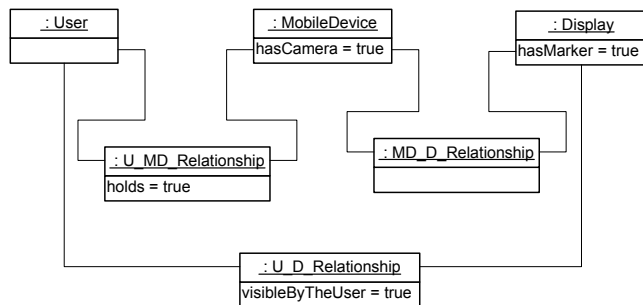 : User
: MobileDevice
hasCamera = true
: Display
hasMarker = true
: U_MD_Relationship
holds = true
: MD_D_Relationship
: U_D_Relationship
visibleByTheUser = true